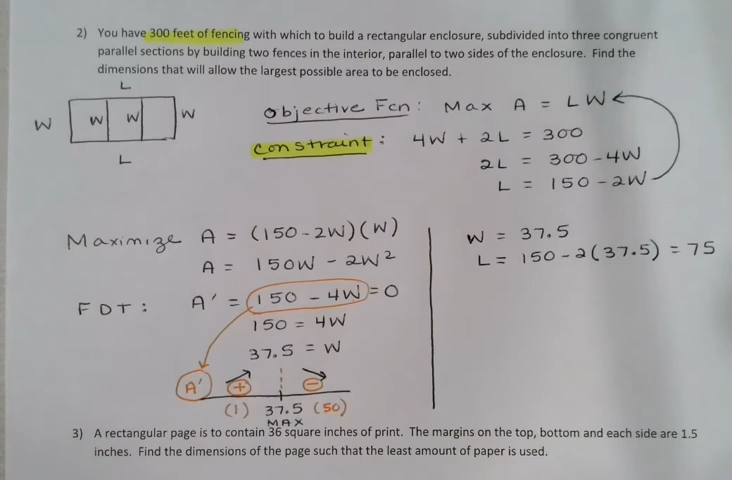 2) You have 300 feet of fencing with which to build a rectangular enclosure, subdivided into three congruent
parallel sections by building two fences in the interior, parallel to two sides of the enclosure. Find the
dimensions that will allow the largest possible area to be enclosed.
L
W W W W
L
Objective Fcn: Max A = LW
Constraint: 4W + 2L = 300
2L = 300 - 4W
L = 150 - 2W
Maximize A = (150-2W)(W)
A = 150W - 2W²
FDT: A' = 150 - 4W = 0
150 = 4W
37.5 = W
A' + −
(1) 37.5 (50)
MAX
W = 37.5
L = 150 - 2(37.5) = 75
3) A rectangular page is to contain 36 square inches of print. The margins on the top, bottom and each side are 1.5
inches. Find the dimensions of the page such that the least amount of paper is used.